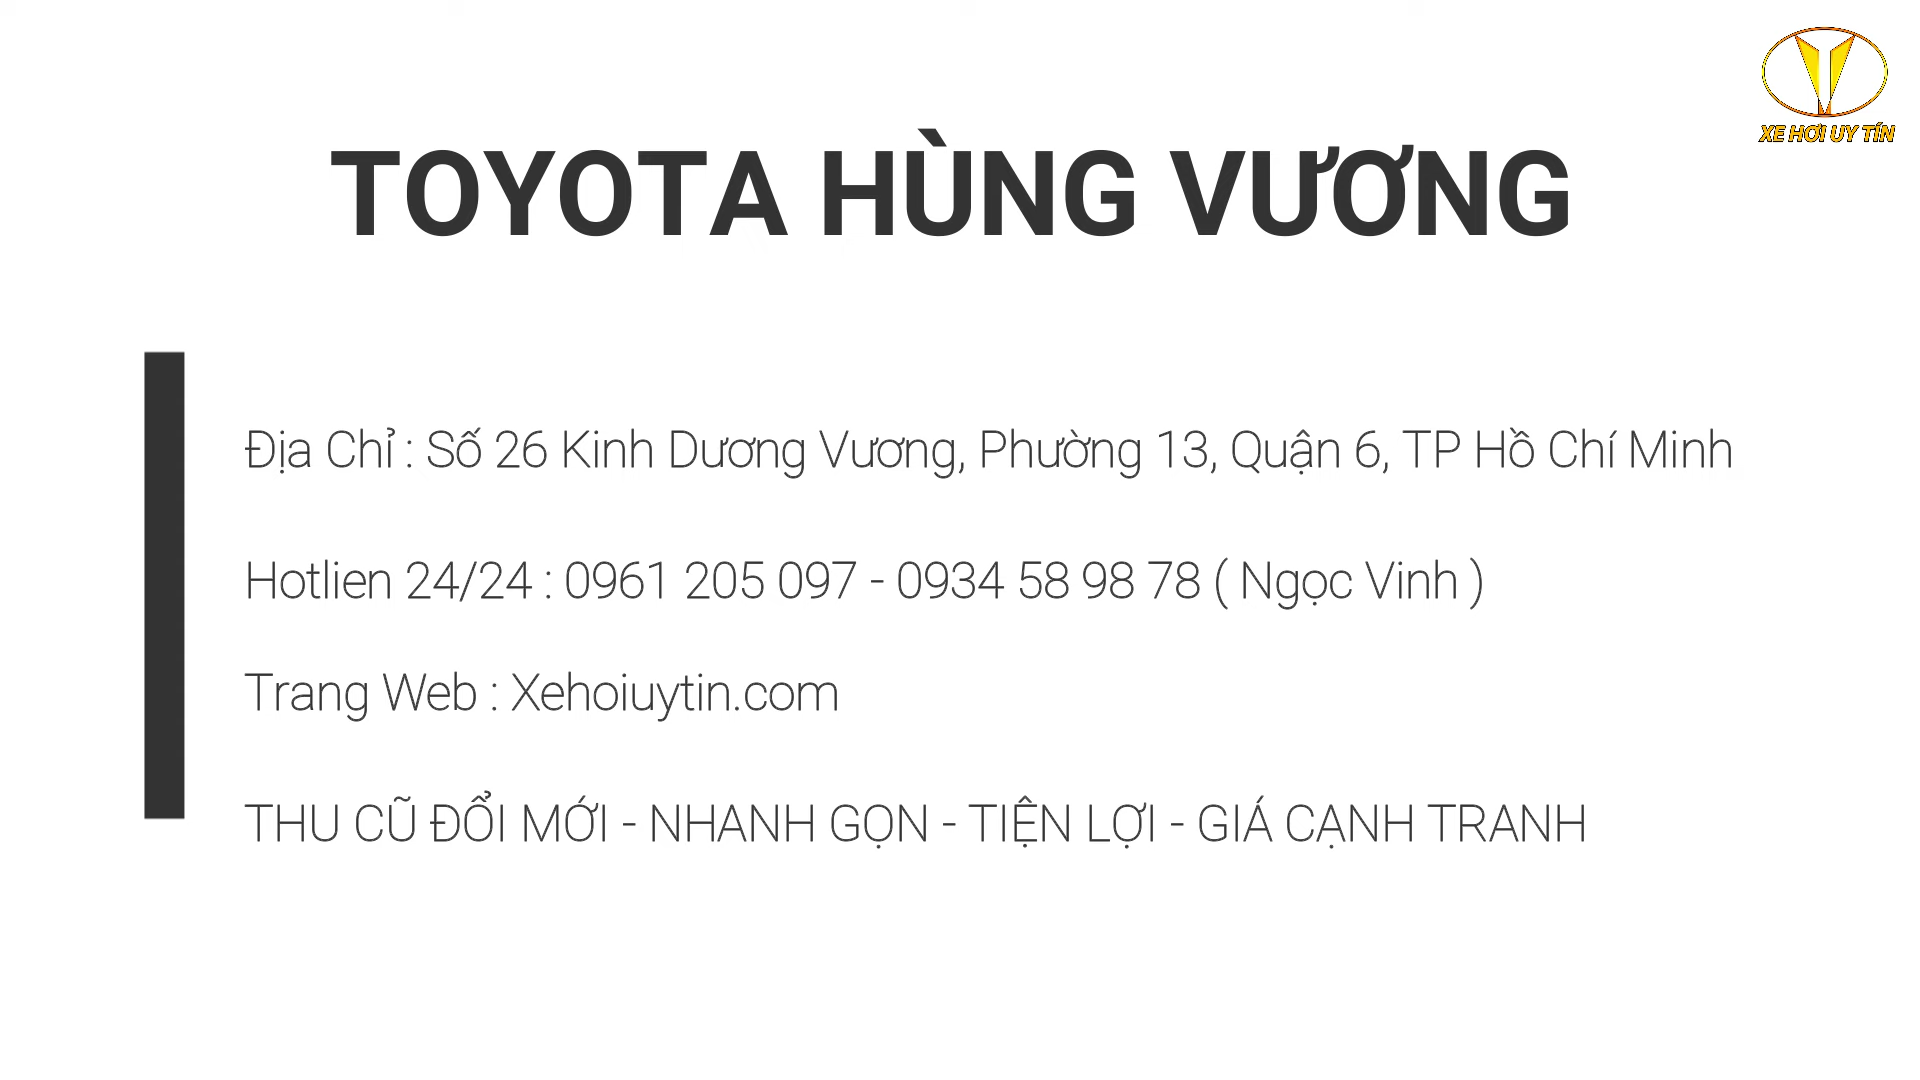 XE HƠI UY TÍN
TOYOTA HÙNG VƯƠNG
Địa Chỉ : Số 26 Kinh Dương Vương, Phường 13, Quận 6, TP Hồ Chí Minh
Hotlien 24/24 : 0961 205 097 - 0934 58 98 78 ( Ngọc Vinh )
Trang Web : Xehoiuytin.com
THU CŨ ĐỔI MỚI - NHANH GỌN - TIỆN LỢI - GIÁ CẠNH TRANH